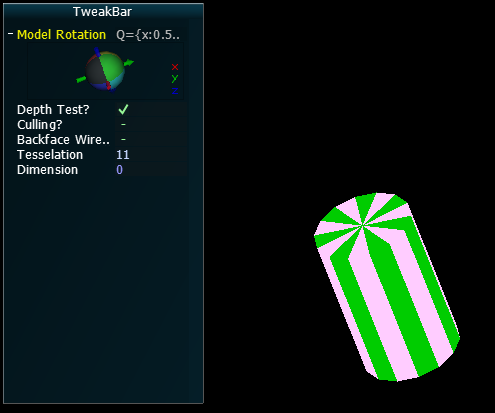 TweakBar
Model Rotation Q={x:0.5..
x
y
Depth Test? ✓
Culling? -
Backface Wire.. -
Tesselation 11
Dimension 0